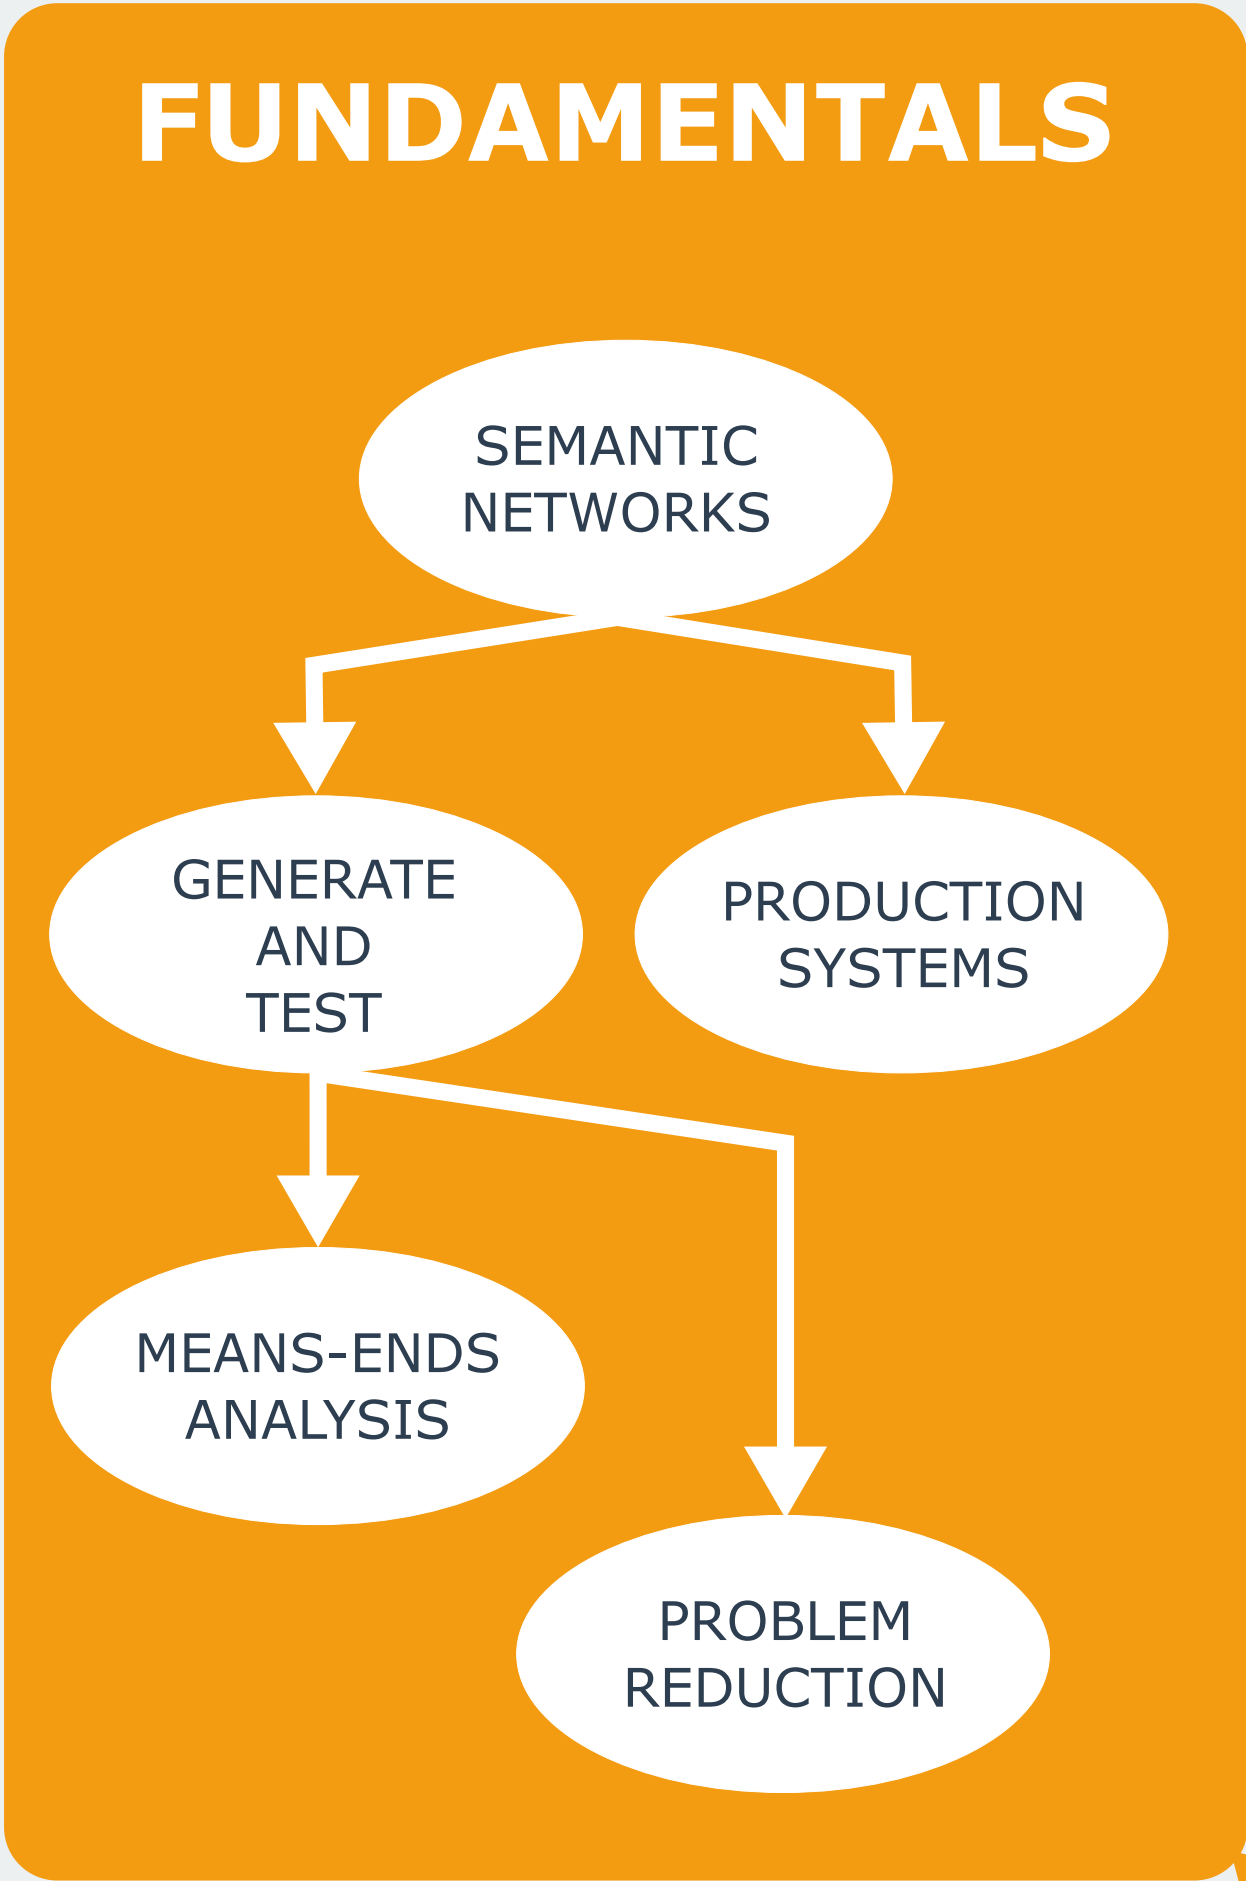 FUNDAMENTALS
SEMANTIC
NETWORKS
GENERATE
AND
TEST
PRODUCTION
SYSTEMS
MEANS-ENDS
ANALYSIS
PROBLEM
REDUCTION